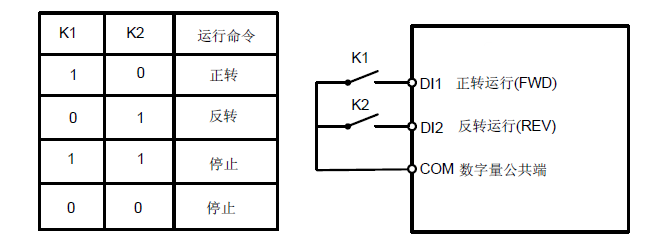 K1 K2 运行命令
1 0 正转
0 1 反转
1 1 停止
0 0 停止
K1
DI1 正转运行(FWD)
K2
DI2 反转运行(REV)
COM 数字量公共端